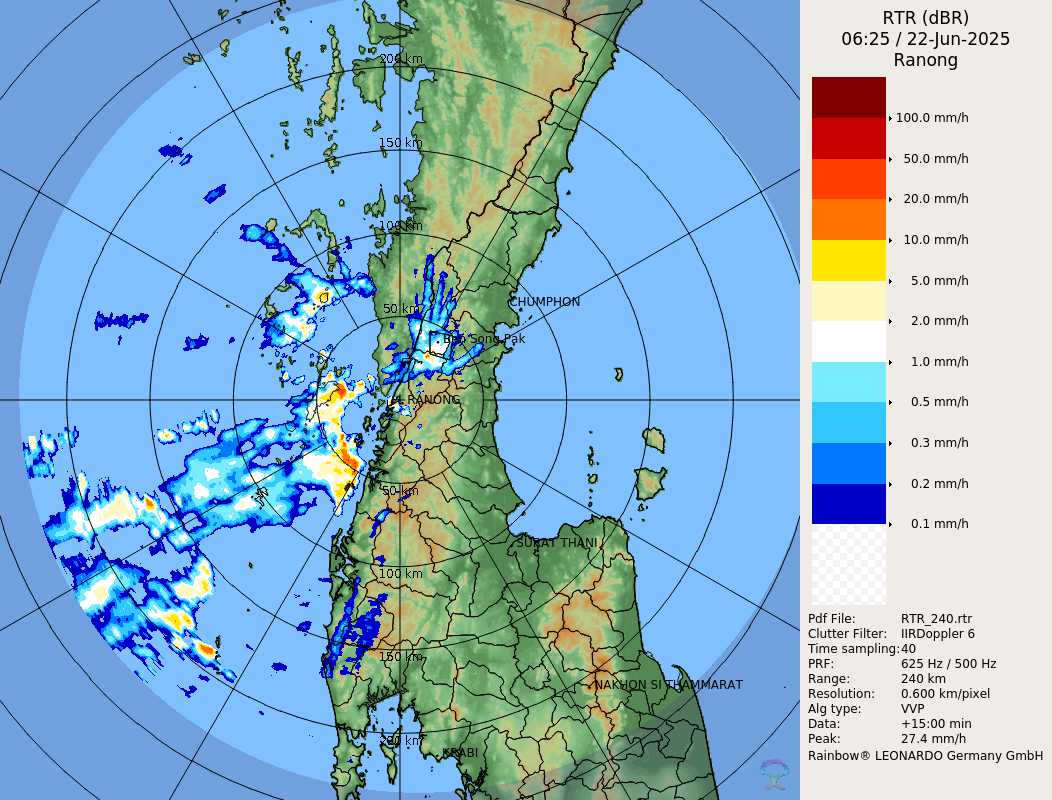 RTR (dBR)
06:25 / 22-Jun-2025
Ranong
100.0 mm/h
50.0 mm/h
20.0 mm/h
10.0 mm/h
5.0 mm/h
2.0 mm/h
1.0 mm/h
0.5 mm/h
0.3 mm/h
0.2 mm/h
0.1 mm/h
Pdf File: RTR_240.rtr
Clutter Filter: IIRDoppler 6
Time sampling:40
PRF: 625 Hz / 500 Hz
Range: 240 km
Resolution: 0.600 km/pixel
Alg type: VVP
Data: +15:00 min
Peak: 27.4 mm/h
Rainbow® LEONARDO Germany GmbH
200 km
150 km
100 km
50 km
CHUMPHON
Song Pak
RANONG
50 km
SURAT THANI
100 km
150 km
NAKHON SI THAMMARAT
200 km
KRABI